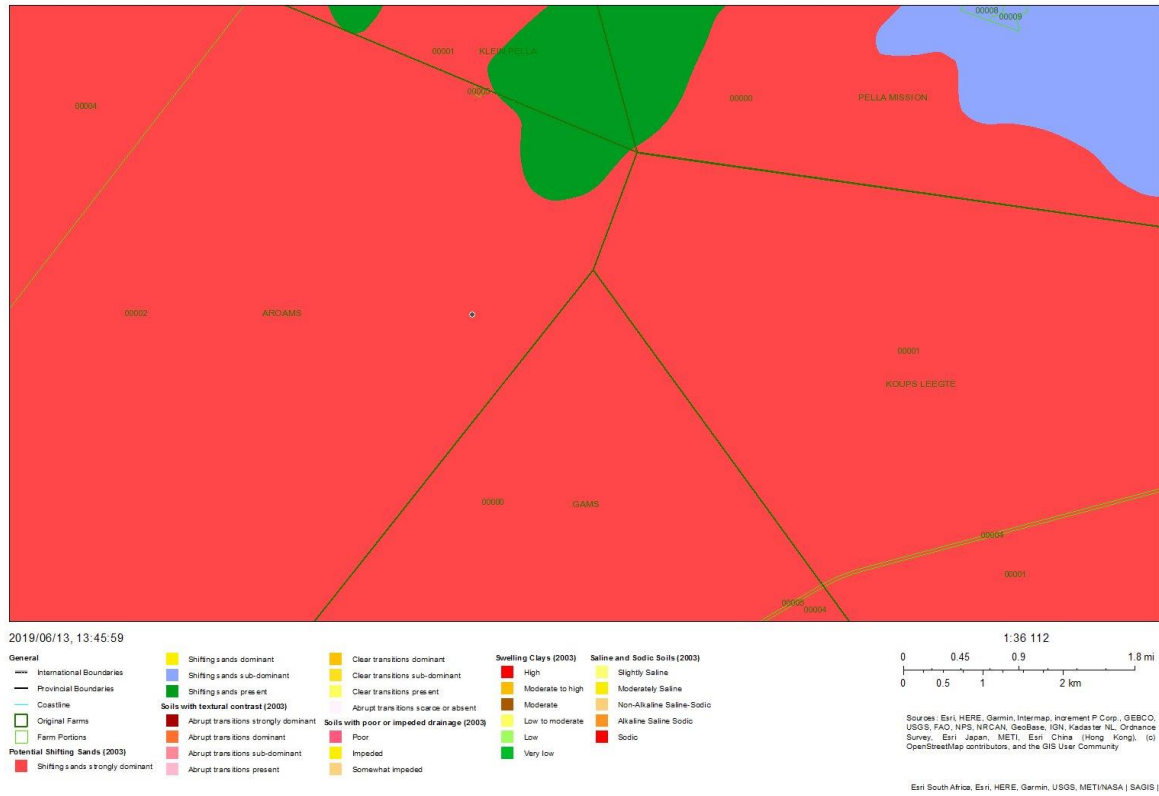 00008
00009
00001
KLEIN PELLA
00005
00000
PELLA MISSION
00004
00002
AROAMS
00001
KOUPS LEEGTE
00000
GAMS
00004
00001
00005
00004
2019/06/13, 13:45:59
1:36 112
General
International Boundaries
Provincial Boundaries
Coastline
Original Farms
Farm Portions
Potential Shifting Sands (2003)
Shifting sands strongly dominant
Shifting sands dominant
Shifting sands sub-dominant
Shifting sands present
Soils with textural contrast (2003)
Abrupt transitions strongly dominant
Abrupt transitions dominant
Abrupt transitions sub-dominant
Abrupt transitions present
Clear transitions dominant
Clear transitions sub-dominant
Clear transitions present
Abrupt transitions scarce or absent
Soils with poor or impeded drainage (2003)
Poor
Impeded
Somewhat impeded
Swelling Clays (2003)
High
Moderate to high
Moderate
Low to moderate
Low
Very low
Saline and Sodic Soils (2003)
Slightly Saline
Moderately Saline
Non-Alkaline Saline-Sodic
Alkaline Saline Sodic
Sodic
0 0.45 0.9 1.8 mi
0 0.5 1 2 km
Sources: Esri, HERE, Garmin, Intermap, increment P Corp., GEBCO,
USGS, FAO, NPS, NRCAN, GeoBase, IGN, Kadaster NL, Ordnance
Survey, Esri Japan, METI, Esri China (Hong Kong), (c)
OpenStreetMap contributors, and the GIS User Community
Esri South Africa, Esri, HERE, Garmin, USGS, METI/NASA | SAGIS |